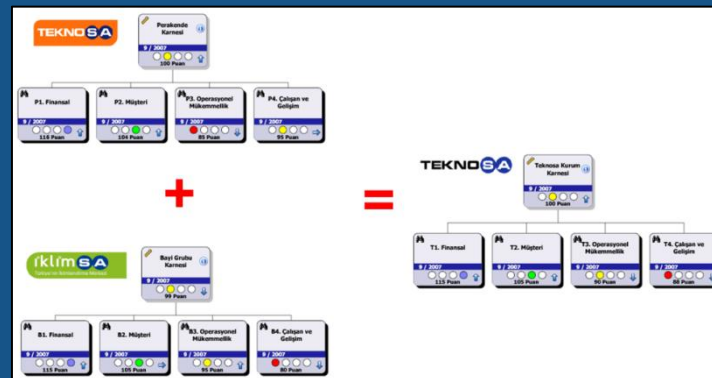 TEKNOSA
Perakende
Karnesi
9 / 2007
100 Puan
P1. Finansal
9 / 2007
116 Puan
P2. Müşteri
9 / 2007
104 Puan
P3. Operasyonel
Mükemmellik
9 / 2007
85 Puan
P4. Çalışan ve
Gelişim
9 / 2007
95 Puan
+
iklimSA
Bayi Grubu
Karnesi
9 / 2007
99 Puan
B1. Finansal
9 / 2007
115 Puan
B2. Müşteri
9 / 2007
105 Puan
B3. Operasyonel
Mükemmellik
9 / 2007
95 Puan
B4. Çalışan ve
Gelişim
9 / 2007
80 Puan
=
TEKNOSA
Teknosa Kurum
Karnesi
9 / 2007
100 Puan
T1. Finansal
9 / 2007
115 Puan
T2. Müşteri
9 / 2007
105 Puan
T3. Operasyonel
Mükemmellik
9 / 2007
90 Puan
T4. Çalışan ve
Gelişim
9 / 2007
88 Puan